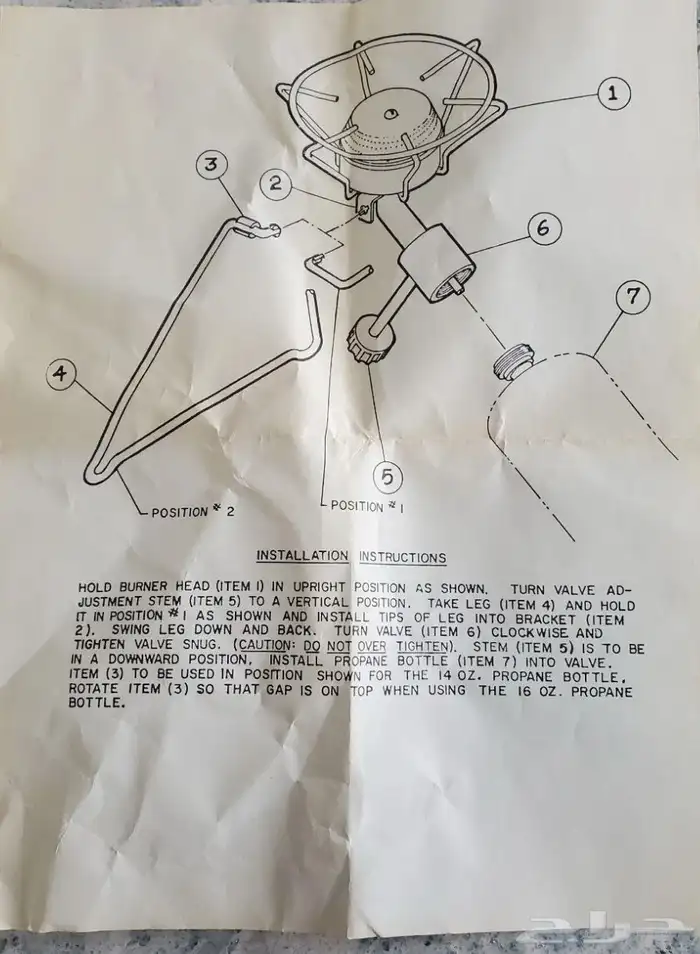 1
3
2
6
7
4
5
POSITION # 2
POSITION # 1
INSTALLATION INSTRUCTIONS
HOLD BURNER HEAD (ITEM 1) IN UPRIGHT POSITION AS SHOWN. TURN VALVE AD-
JUSTMENT STEM (ITEM 5) TO A VERTICAL POSITION. TAKE LEG (ITEM 4) AND HOLD
IT IN POSITION # 1 AS SHOWN AND INSTALL TIPS OF LEG INTO BRACKET (ITEM
2). SWING LEG DOWN AND BACK. TURN VALVE (ITEM 6) CLOCKWISE AND
TIGHTEN VALVE SNUG. (CAUTION: DO NOT OVER TIGHTEN). STEM (ITEM 5) IS TO BE
IN A DOWNWARD POSITION. INSTALL PROPANE BOTTLE (ITEM 7) INTO VALVE.
ITEM (3) TO BE USED IN POSITION SHOWN FOR THE 14 OZ. PROPANE BOTTLE.
ROTATE ITEM (3) SO THAT GAP IS ON TOP WHEN USING THE 16 OZ. PROPANE
BOTTLE.
حراج